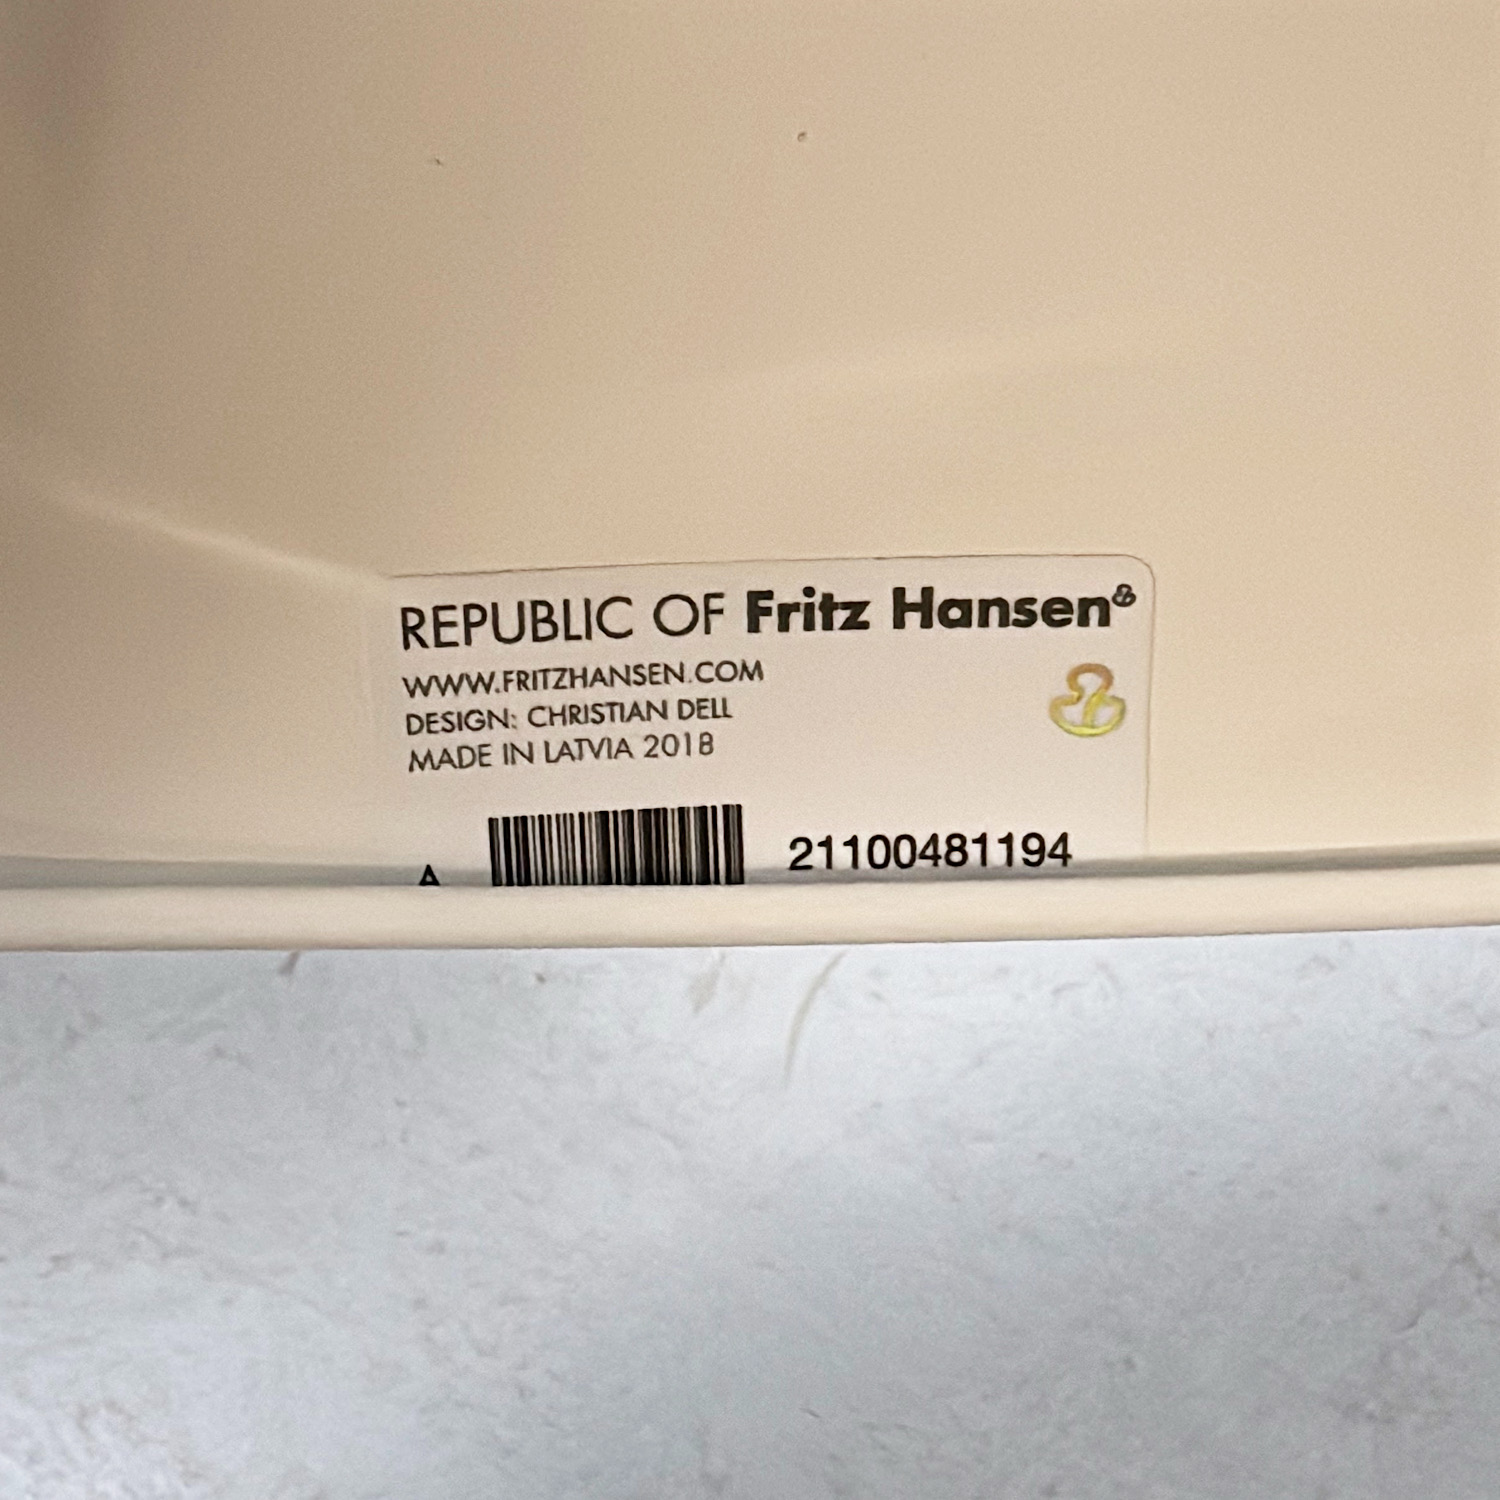 REPUBLIC OF Fritz Hansen
WWW.FRITZHANSEN.COM
DESIGN: CHRISTIAN DELL
MADE IN LATVIA 2018
A 21100481194